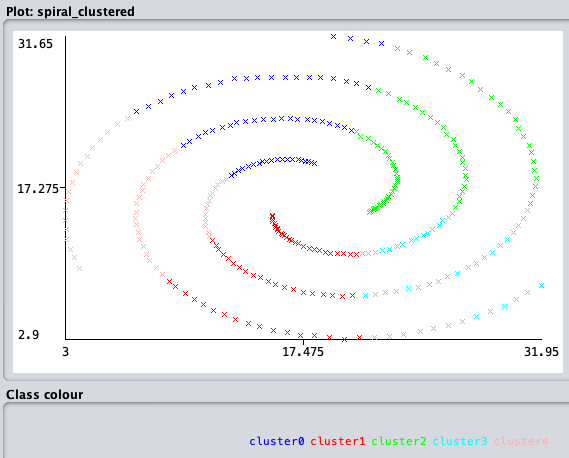 Plot: spiral_clustered
31.65
17.275
2.9
3 17.475 31.95
Class colour
cluster0 cluster1 cluster2 cluster3 cluster4